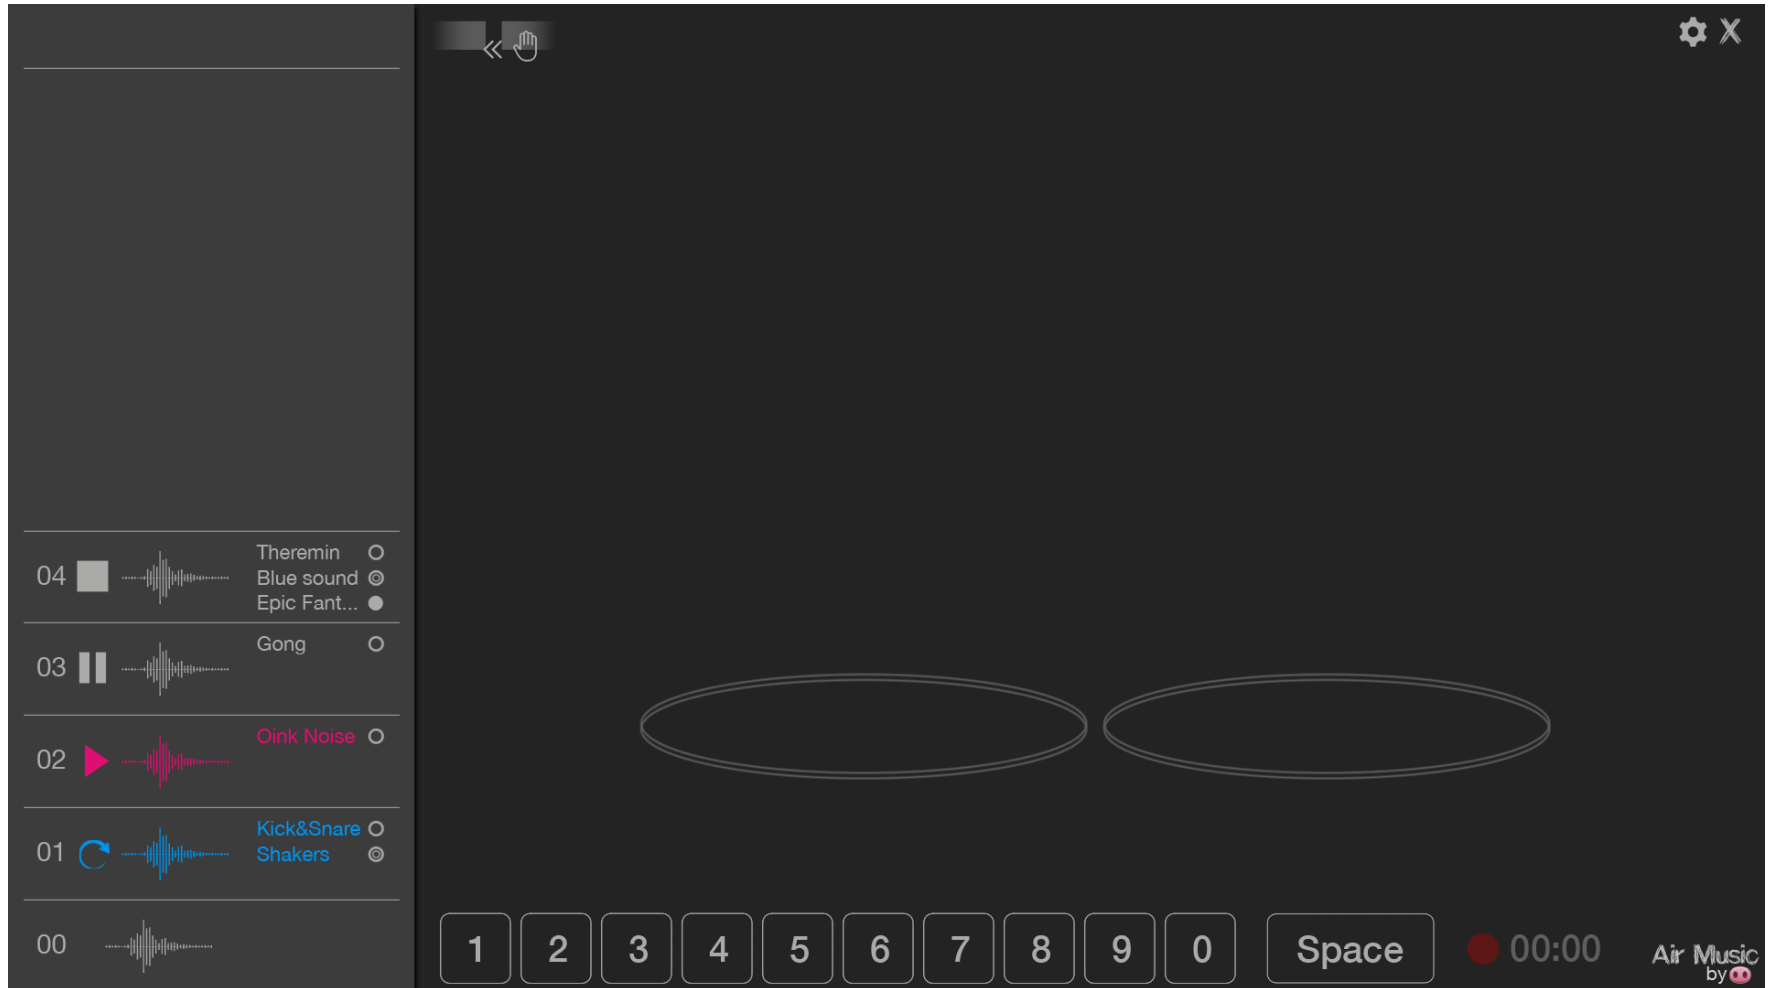 04
Theremin
Blue sound
Epic Fant...
03
Gong
02
Oink Noise
01
Kick&Snare
Shakers
00
1 2 3 4 5 6 7 8 9 0 Space 00:00
Air Music
by